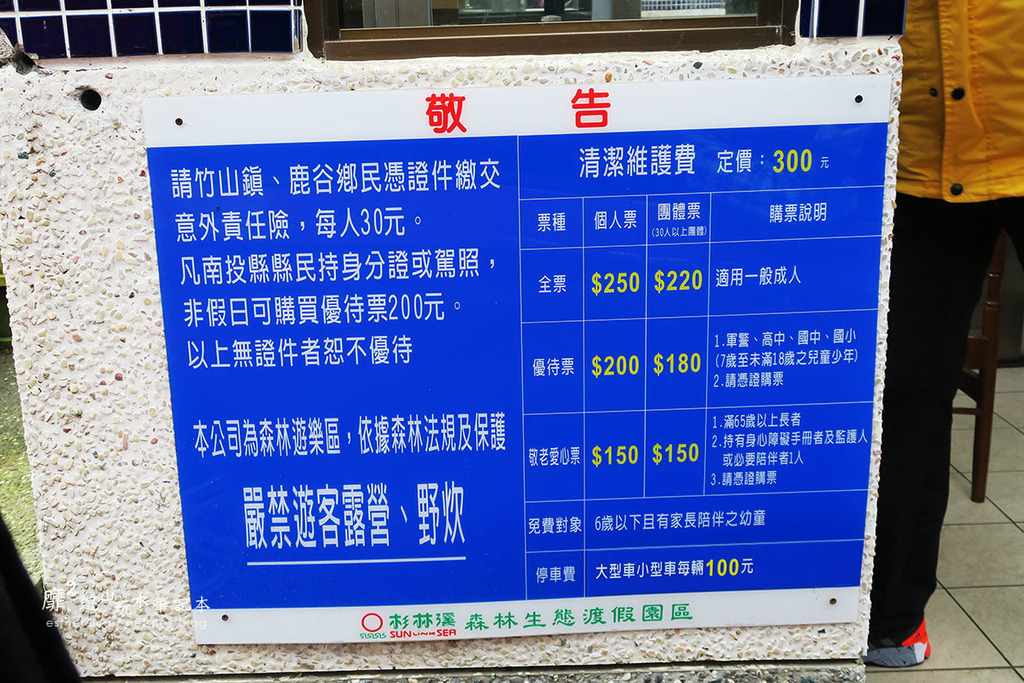 敬 告
請竹山鎮、鹿谷鄉民憑證件繳交
意外責任險，每人30元。
凡南投縣縣民持身分證或駕照，
非假日可購買優待票200元。
以上無證件者恕不優待
本公司為森林遊樂區，依據森林法規及保護
嚴禁遊客露營、野炊
清潔維護費 定價：300元
票種 個人票 團體票 購票說明
(30人以上團體)
全票 $250 $220 適用一般成人
優待票 $200 $180
1.軍警、高中、國中、國小
(7歲至未滿18歲之兒童少年)
2.請憑證購票
敬老愛心票 $150 $150
1.滿65歲以上長者
2.持有身心障礙手冊者及監護人
或必要陪伴者1人
3.請憑證購票
免費對象 6歲以下且有家長陪伴之幼童
停車費 大型車小型車每輛100元
杉林溪 森林生態渡假園區
SUN LINK SEA